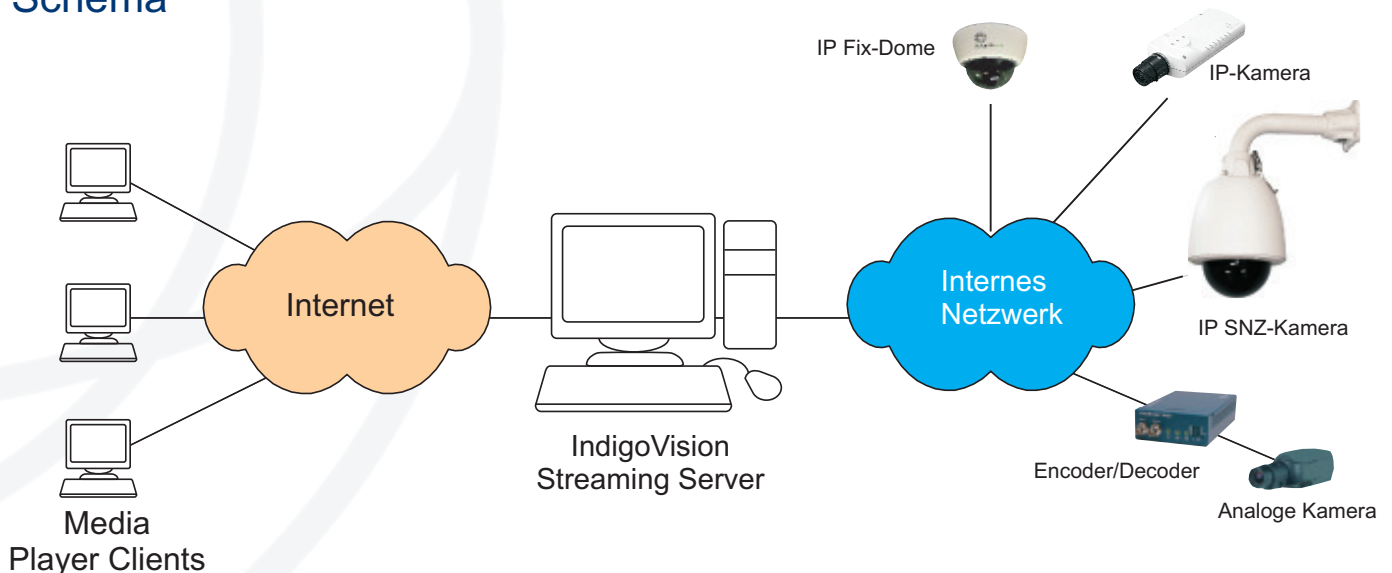 Schema
IP Fix-Dome
IP-Kamera
Internet
Internes
Netzwerk
IP SNZ-Kamera
IndigoVision
Streaming Server
Encoder/Decoder
Analoge Kamera
Media
Player Clients